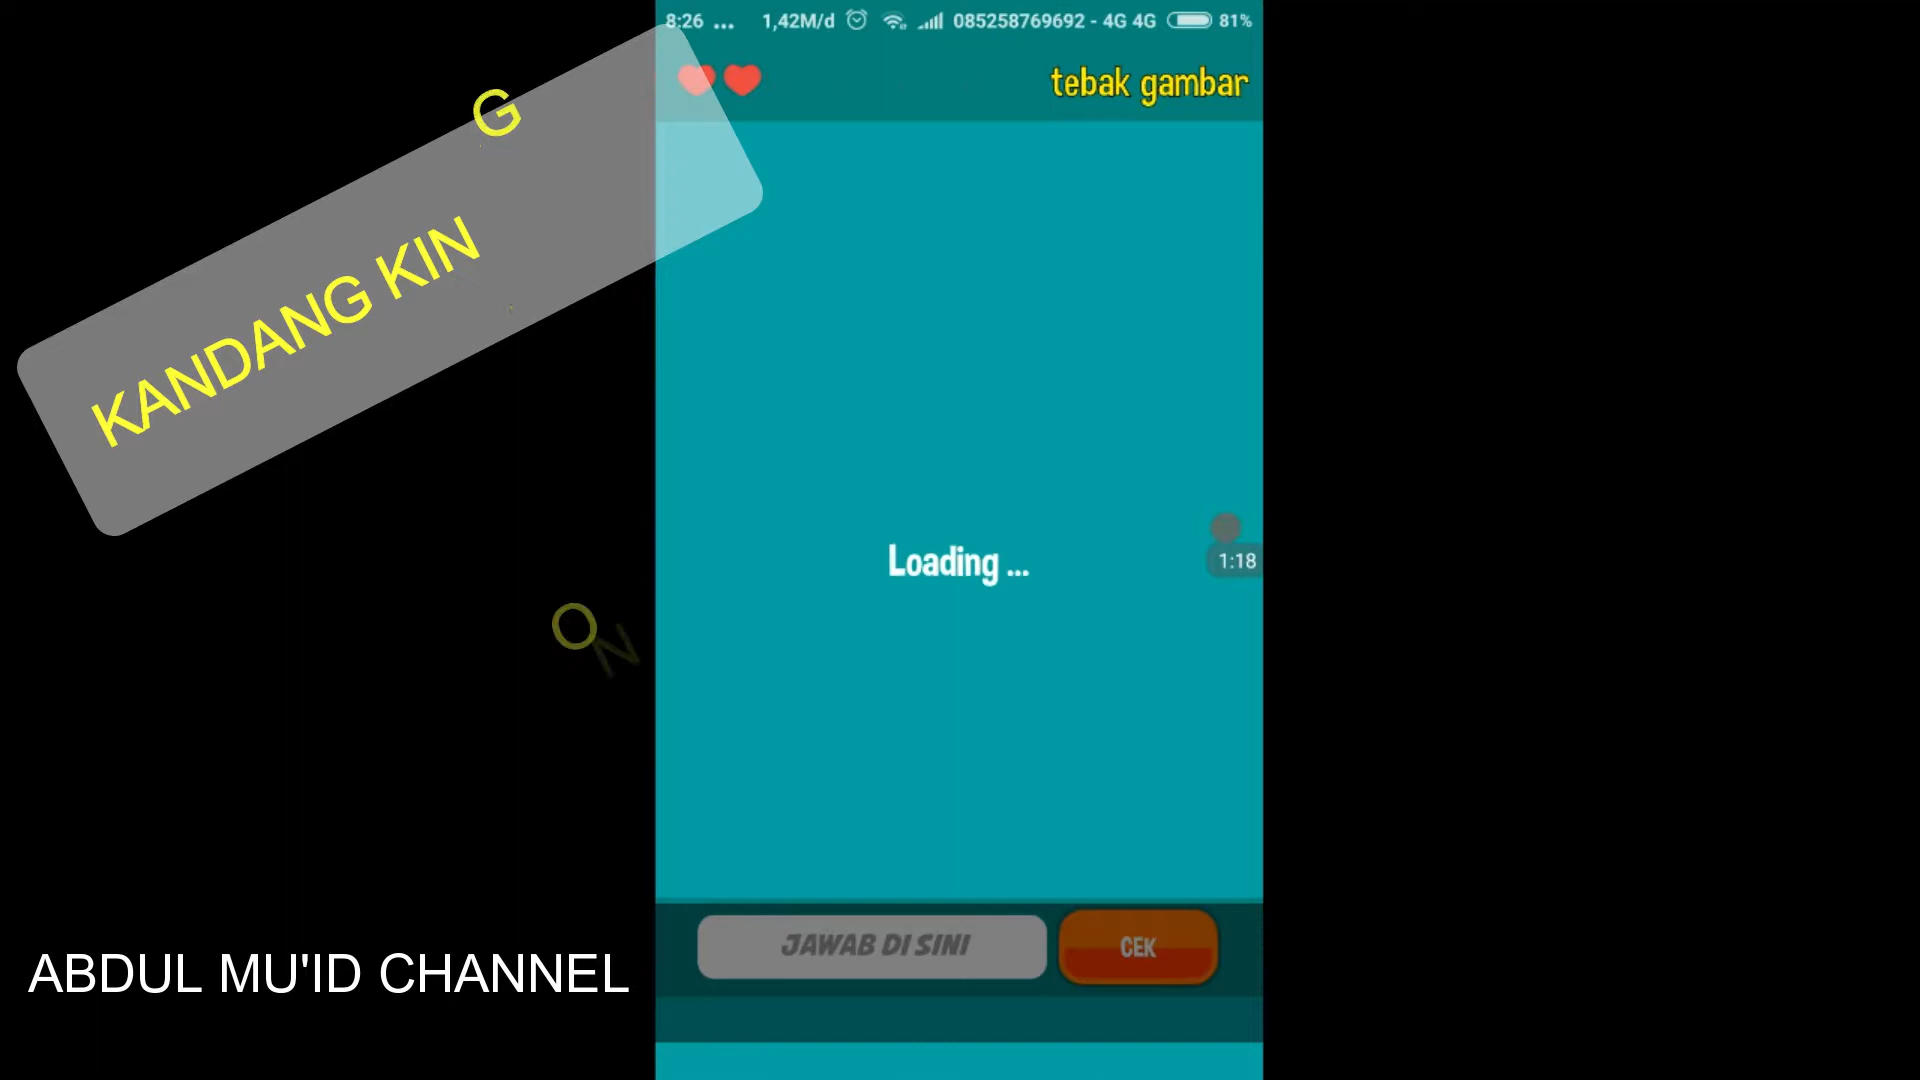 8:26 ... 1,42M/d 085258769692 - 4G 4G 81%
tebak gambar
KANDANG KIN
G
O
N
Loading ...
1:18
JAWAB DI SINI
CEK
ABDUL MU'ID CHANNEL